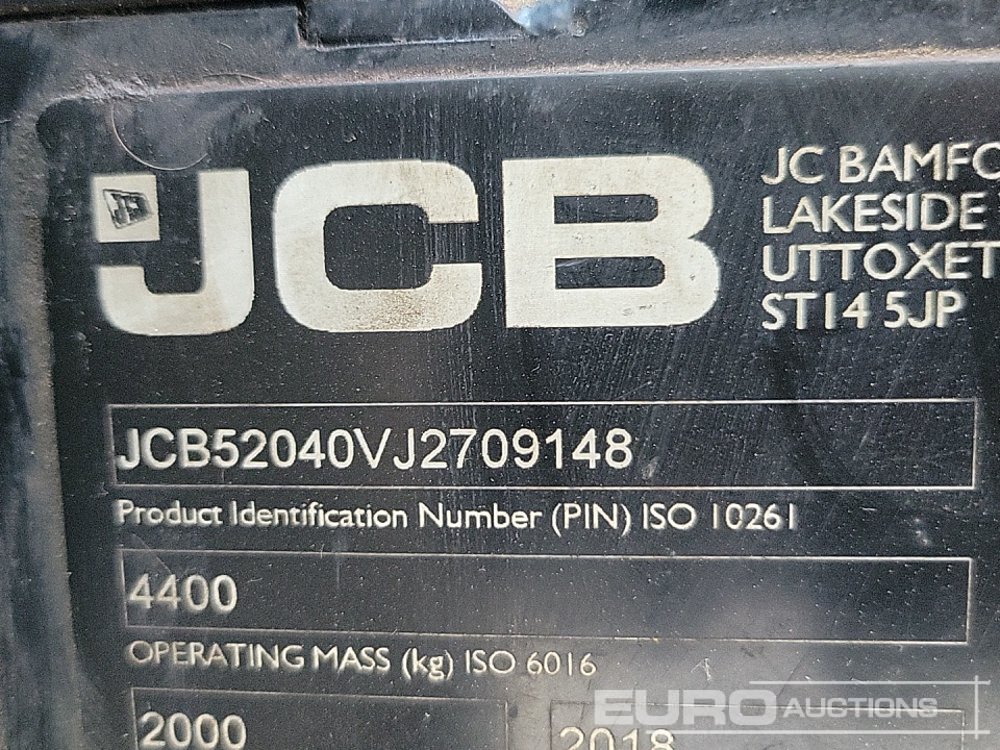 JCB
JC BAMFO
LAKESIDE
UTTOXET
ST14 5JP
JCB52040VJ2709148
Product Identification Number (PIN) ISO 10261
4400
OPERATING MASS (kg) ISO 6016
2000
2018
EURO AUCTIONS